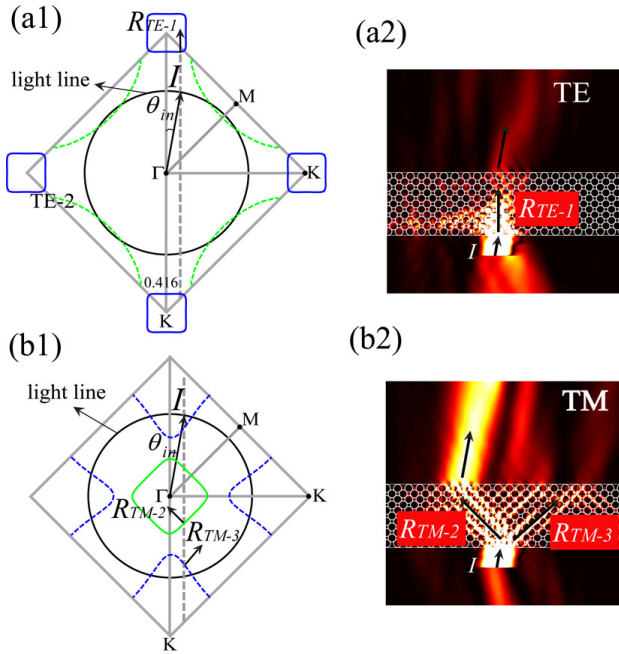 (a1)
R_TE-1
light line
I
θ_in
M
Γ
K
TE-2
0.416
K
(a2)
TE
R_TE-1
I
(b1)
light line
I
θ_in
M
Γ
K
R_TM-2
R_TM-3
K
(b2)
TM
R_TM-2
R_TM-3
I